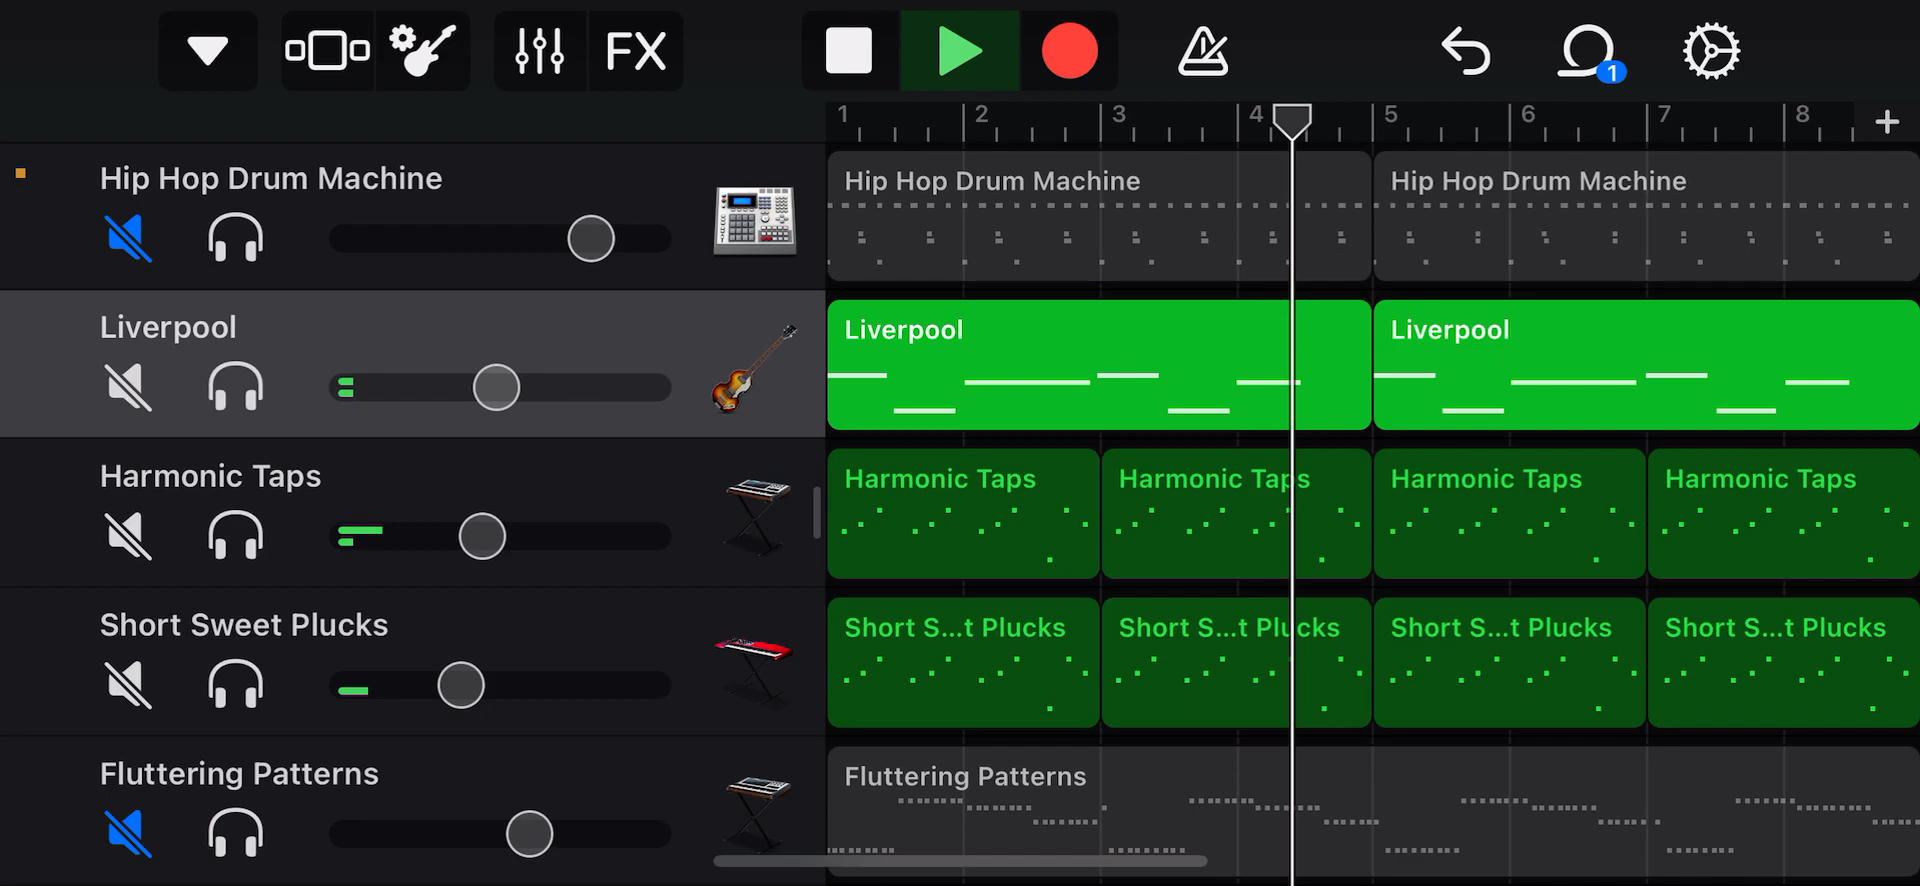 FX
1
1 2 3 4 5 6 7 8 +
Hip Hop Drum Machine
Hip Hop Drum Machine Hip Hop Drum Machine
Liverpool
Liverpool Liverpool
Harmonic Taps
Harmonic Taps Harmonic Taps Harmonic Taps Harmonic Taps
Short Sweet Plucks
Short S...t Plucks Short S...t Plucks Short S...t Plucks Short S...t Plucks
Fluttering Patterns
Fluttering Patterns